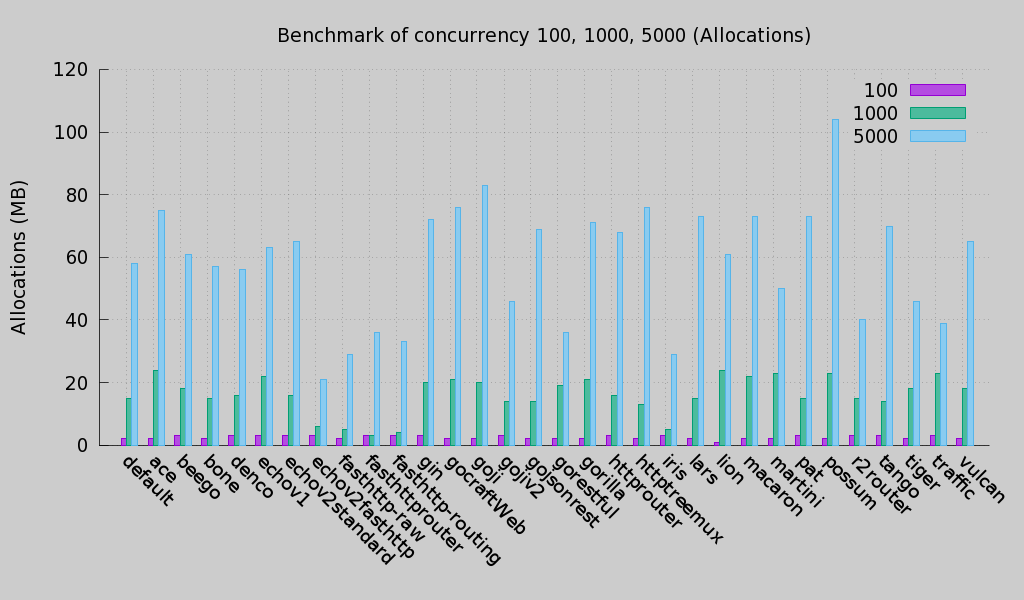 Benchmark of concurrency 100, 1000, 5000 (Allocations)
120
100
80
60
40
20
0
Allocations (MB)
100
1000
5000
default
ace
beego
bone
denco
echov1
echov2standard
echov2fasthttp
fasthttp-raw
fasthttprouter
fasthttp-routing
gin
gocraftWeb
goji
gojiv2
gojsonrest
gorestful
gorilla
httprouter
httptreemux
iris
lars
lion
macaron
martini
pat
possum
r2router
tango
tiger
traffic
vulcan